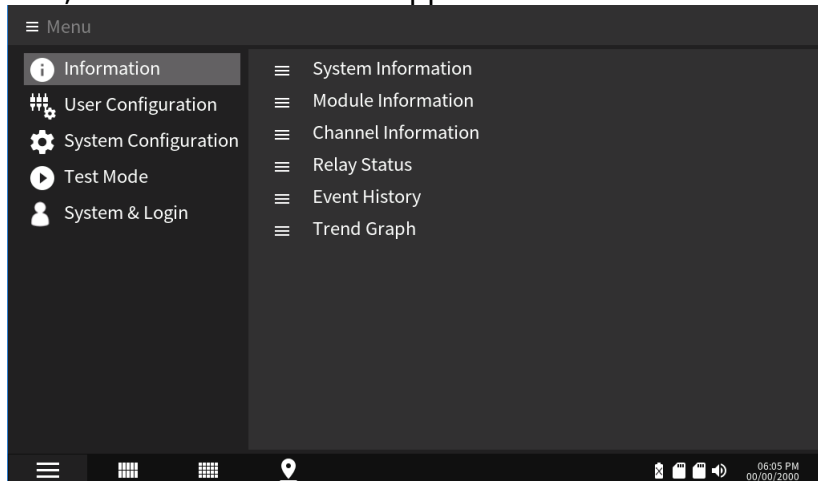 Menu
Information
User Configuration
System Configuration
Test Mode
System & Login
System Information
Module Information
Channel Information
Relay Status
Event History
Trend Graph
06:05 PM
00/00/2000